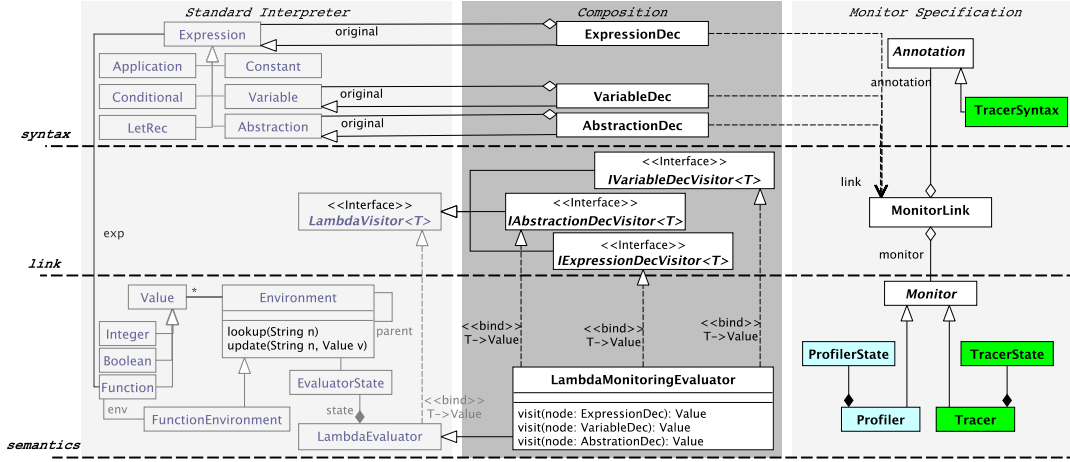 Standard Interpreter
Composition
Monitor Specification
Expression
original
ExpressionDec
Annotation
Application
Constant
annotation
Conditional
Variable
original
VariableDec
TracerSyntax
LetRec
Abstraction
original
AbstractionDec
syntax
<<Interface>>
IVariableDecVisitor<T>
link
<<Interface>>
LambdaVisitor<T>
<<Interface>>
IAbstractionDecVisitor<T>
MonitorLink
exp
<<Interface>>
IExpressionDecVisitor<T>
monitor
link
Value
*
Environment
Monitor
lookup(String n)
update(String n, Value v)
parent
Integer
<<bind>>
T->Value
<<bind>>
T->Value
<<bind>>
T->Value
Boolean
ProfilerState
TracerState
Function
EvaluatorState
LambdaMonitoringEvaluator
env
FunctionEnvironment
state
<<bind>>
T->Value
visit(node: ExpressionDec): Value
visit(node: VariableDec): Value
visit(node: AbstrationDec): Value
Profiler
Tracer
LambdaEvaluator
semantics